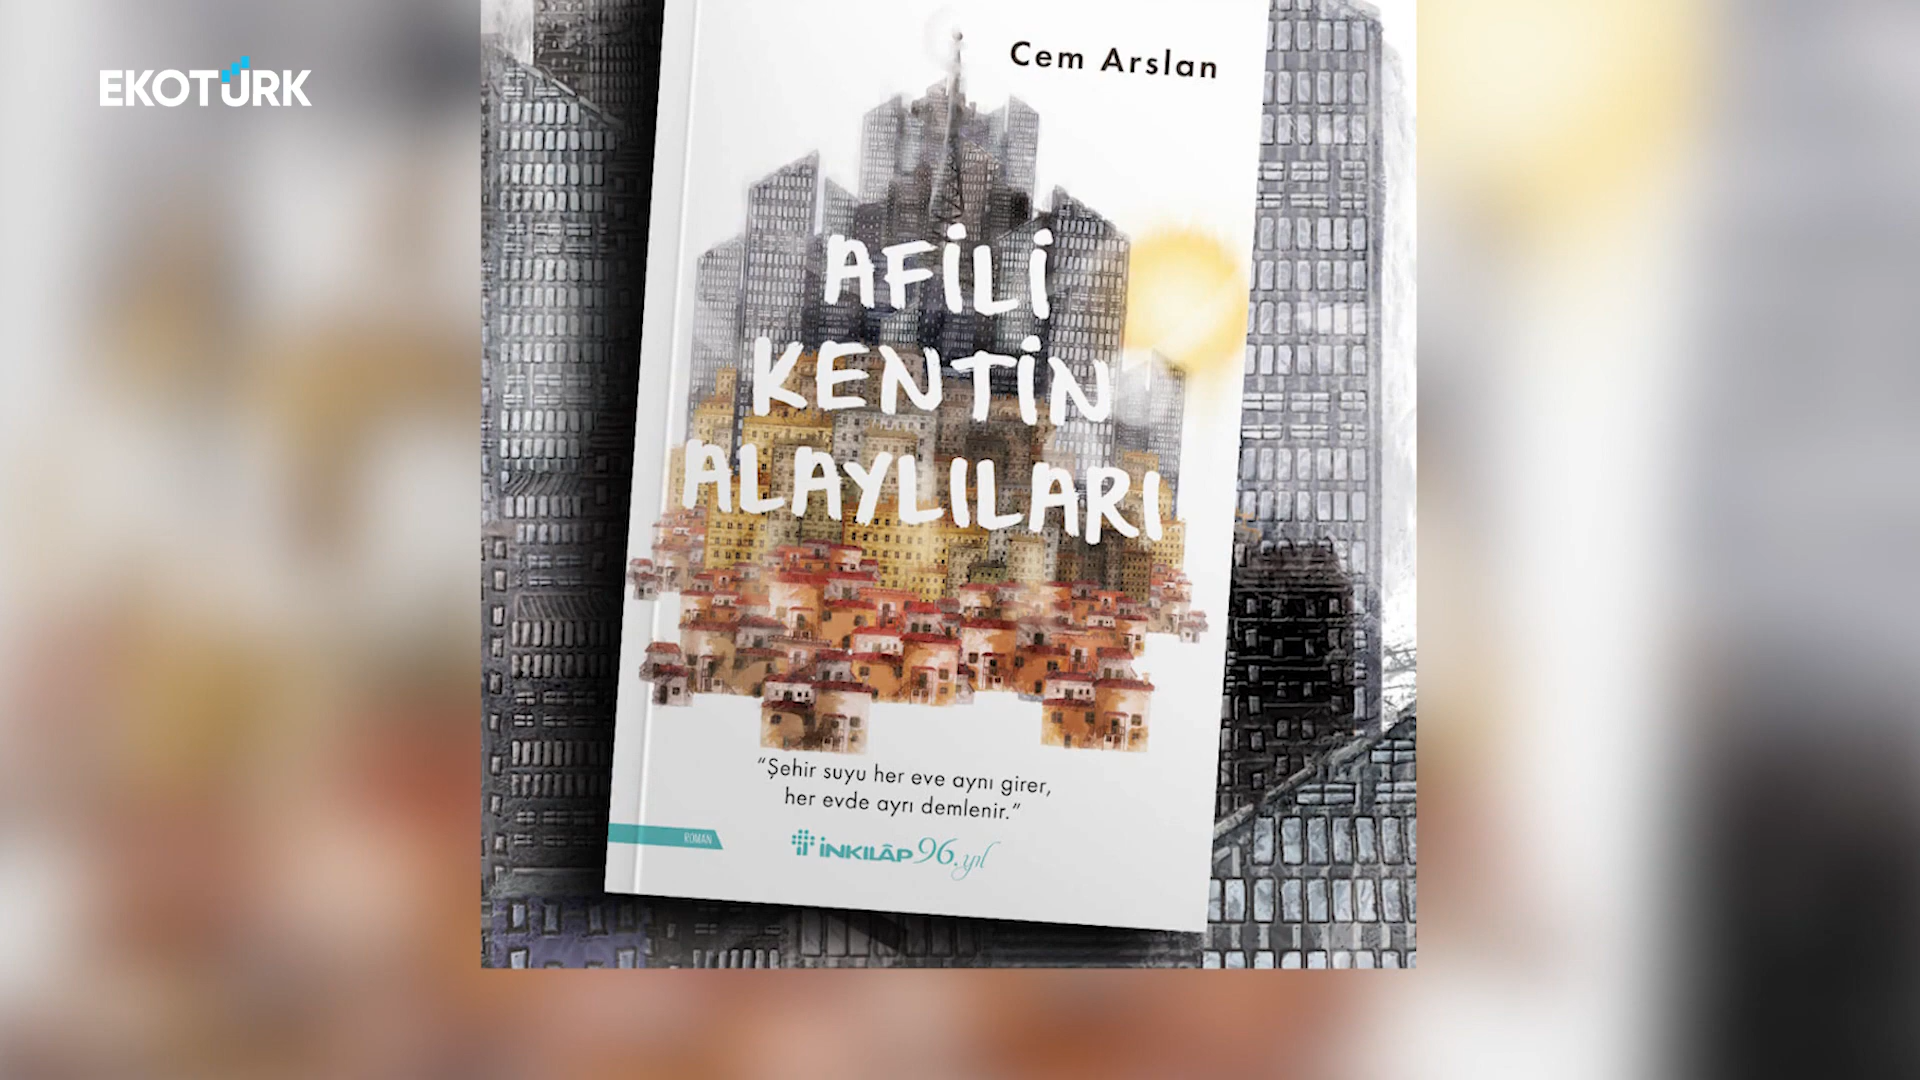 EKOTÜRK
Cem Arslan
AFİLİ
KENTİN
ALAYLILARI
“Şehir suyu her eve aynı girer,
her evde ayrı demlenir.”
ROMAN
İNKILÂP 96.yıl